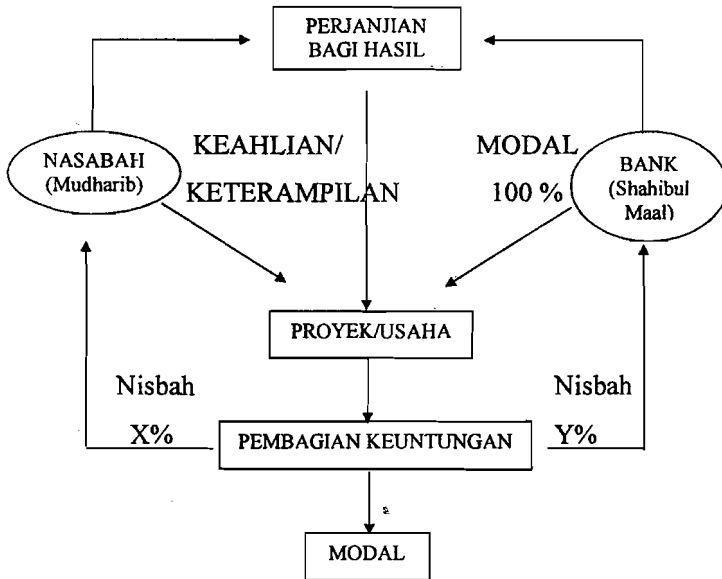 PERJANJIAN
BAGI HASIL
NASABAH
(Mudharib)
KEAHLIAN/
KETERAMPILAN
MODAL
100 %
BANK
(Shahibul
Maal)
PROYEK/USAHA
Nisbah
X%
Nisbah
Y%
PEMBAGIAN KEUNTUNGAN
MODAL